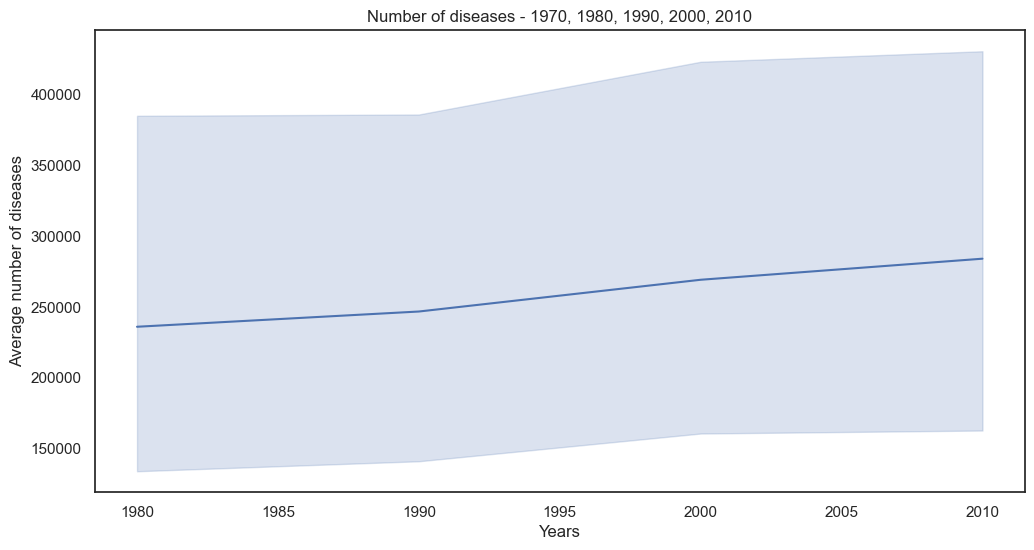 Number of diseases - 1970, 1980, 1990, 2000, 2010
400000
350000
300000
250000
200000
150000
Average number of diseases
1980 1985 1990 1995 2000 2005 2010
Years